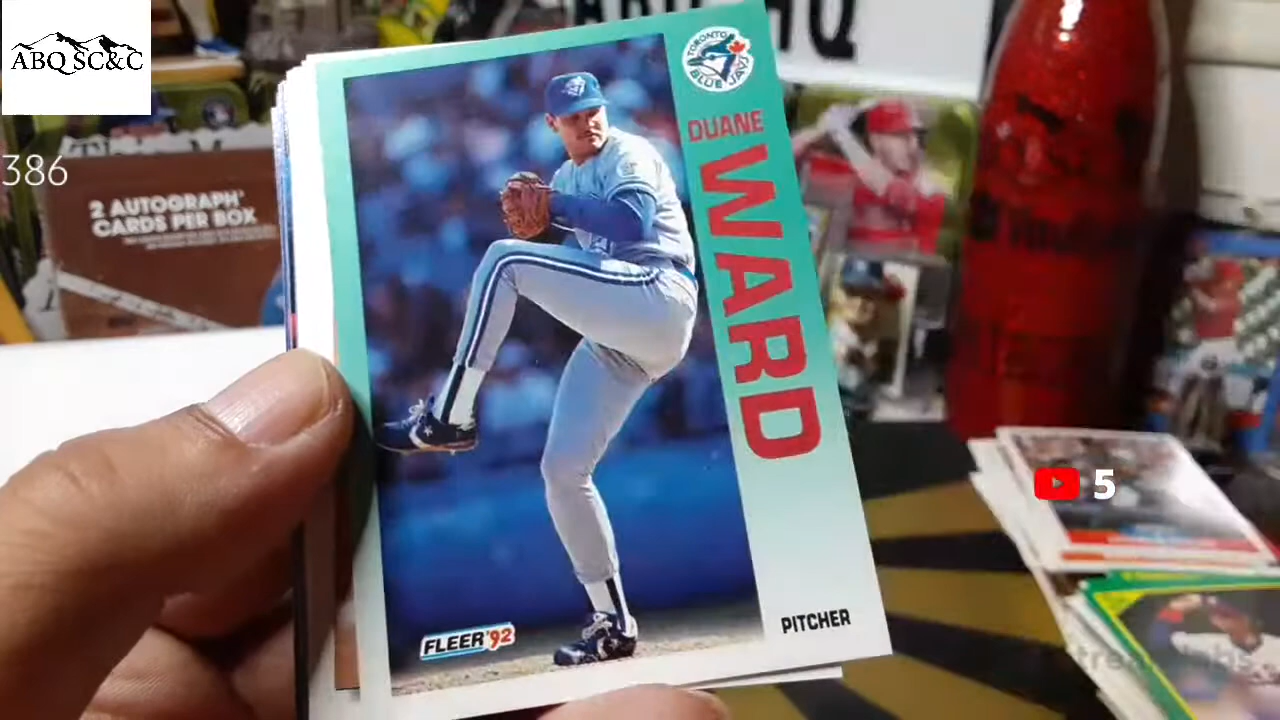 ABQ SC&C
386
2 AUTOGRAPH
CARDS PER BOX
TORONTO
BLUE JAYS
DUANE
WARD
FLEER '92
PITCHER
5